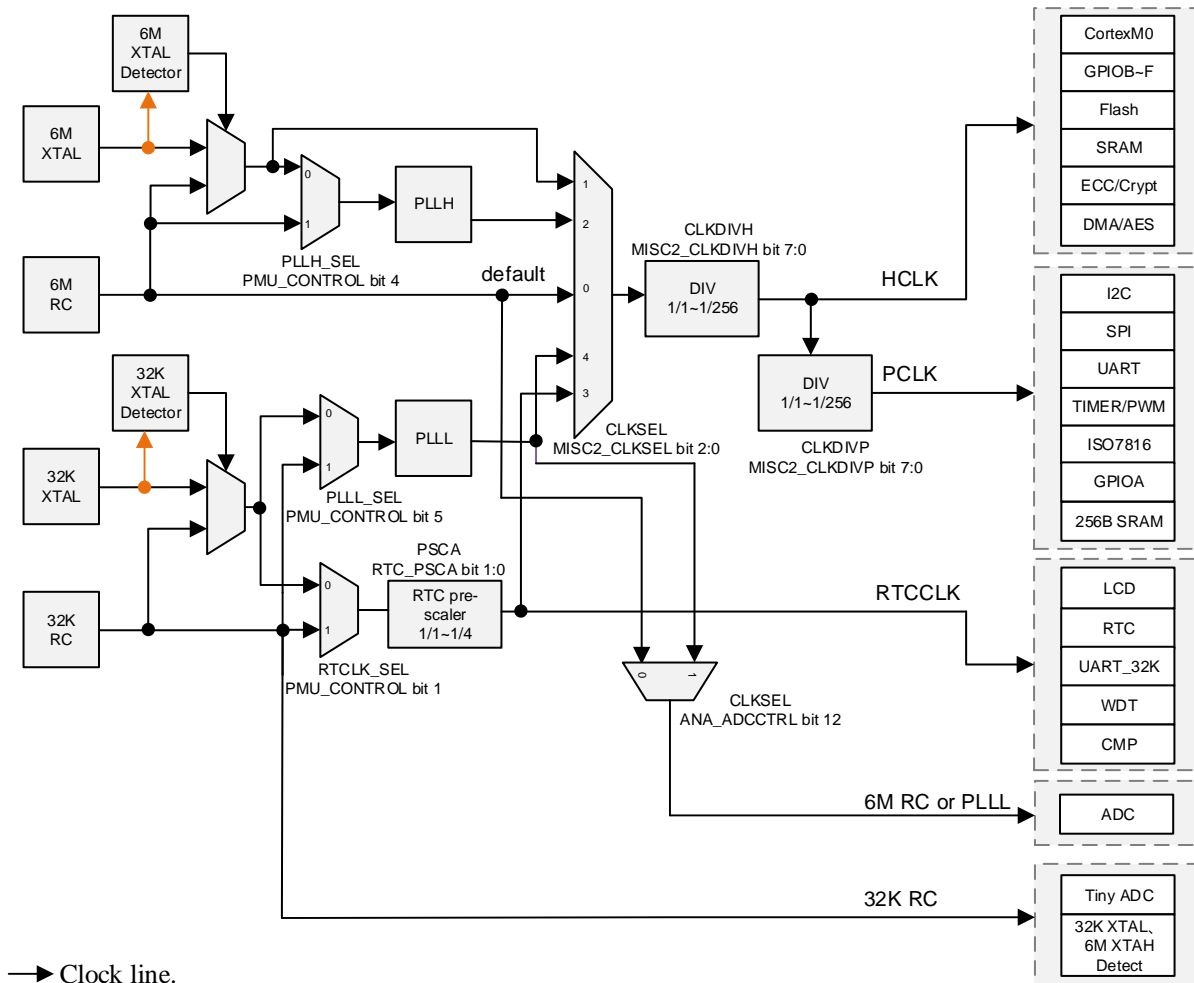 6M
XTAL
Detector
6M
XTAL
6M
RC
0
1
PLLH_SEL
PMU_CONTROL bit 4
PLLH
default
1
2
0
4
3
CLKSEL
MISC2_CLKSEL bit 2:0
CLKDIVH
MISC2_CLKDIVH bit 7:0
DIV
1/1~1/256
HCLK
DIV
1/1~1/256
CLKDIVP
MISC2_CLKDIVP bit 7:0
PCLK
32K
XTAL
Detector
32K
XTAL
32K
RC
0
1
PLLL_SEL
PMU_CONTROL bit 5
PLLL
0
1
RTCLK_SEL
PMU_CONTROL bit 1
PSCA
RTC_PSCA bit 1:0
RTC pre-
scaler
1/1~1/4
RTCCLK
0
1
CLKSEL
ANA_ADCCTRL bit 12
6M RC or PLLL
32K RC
CortexM0
GPIOB~F
Flash
SRAM
ECC/Crypt
DMA/AES
I2C
SPI
UART
TIMER/PWM
ISO7816
GPIOA
256B SRAM
LCD
RTC
UART_32K
WDT
CMP
ADC
Tiny ADC
32K XTAL、
6M XTAH
Detect
Clock line.